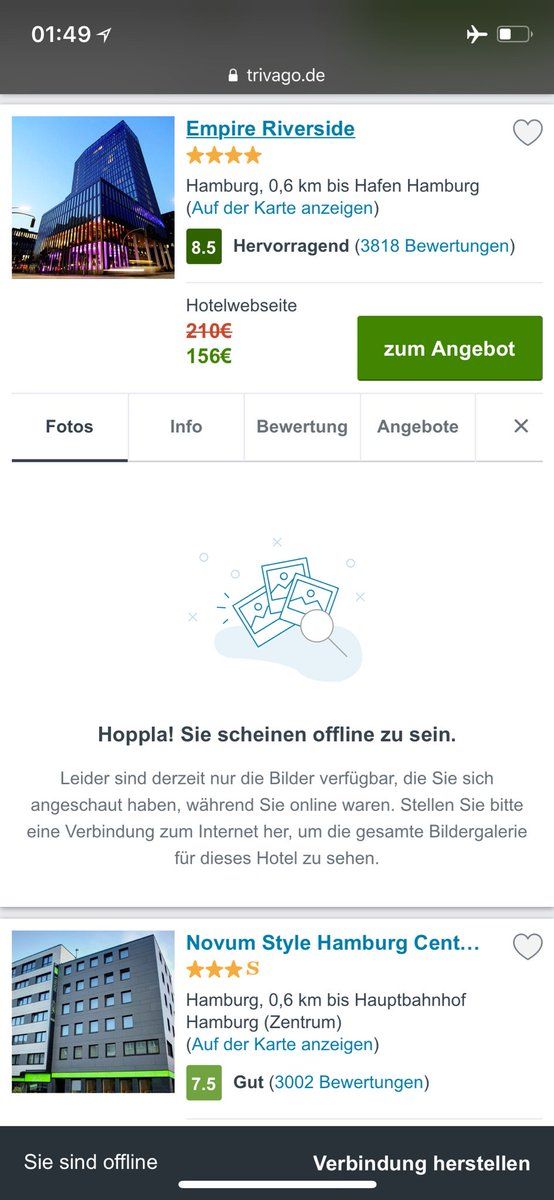 01:49
trivago.de
Empire Riverside
Hamburg, 0,6 km bis Hafen Hamburg
(Auf der Karte anzeigen)
8.5 Hervorragend (3818 Bewertungen)
Hotelwebseite
210€
156€
zum Angebot
Fotos Info Bewertung Angebote
Hoppla! Sie scheinen offline zu sein.
Leider sind derzeit nur die Bilder verfügbar, die Sie sich
angeschaut haben, während Sie online waren. Stellen Sie bitte
eine Verbindung zum Internet her, um die gesamte Bildergalerie
für dieses Hotel zu sehen.
Novum Style Hamburg Cent...
S
Hamburg, 0,6 km bis Hauptbahnhof
Hamburg (Zentrum)
(Auf der Karte anzeigen)
7.5 Gut (3002 Bewertungen)
Sie sind offline Verbindung herstellen